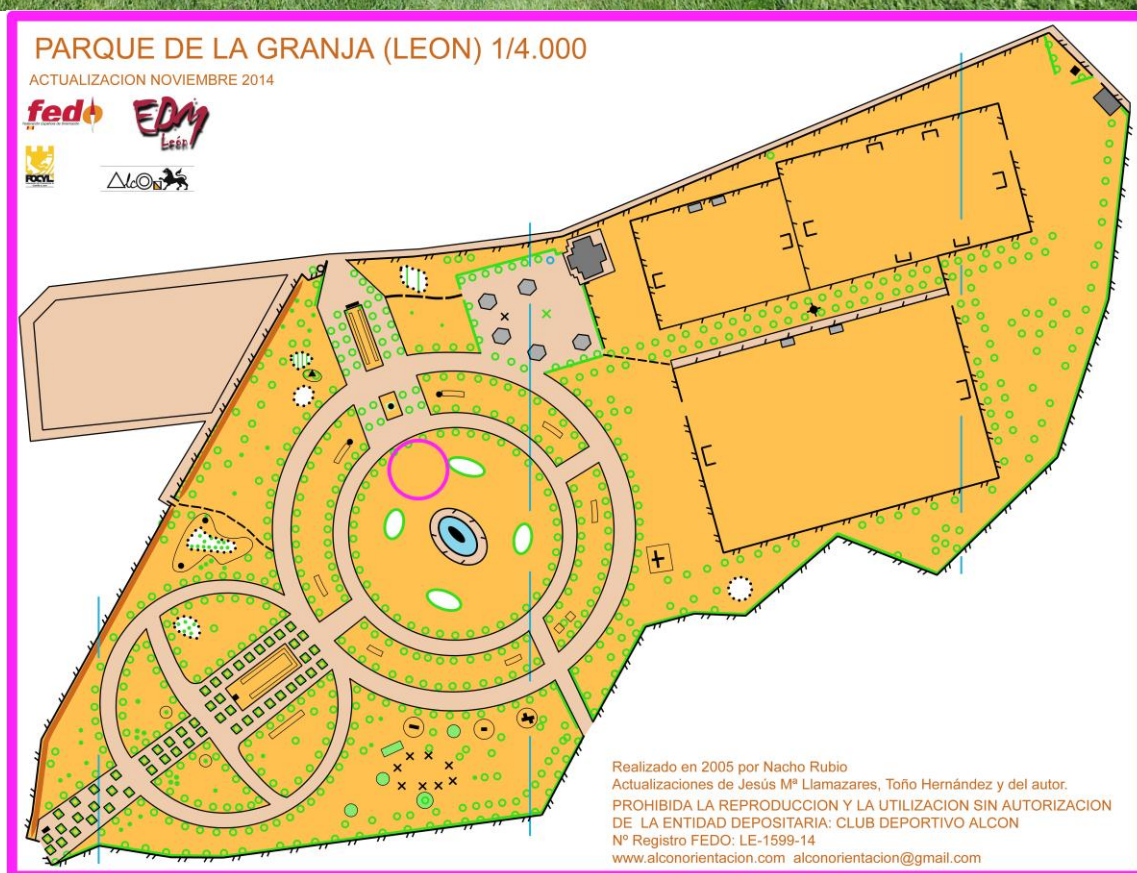 PARQUE DE LA GRANJA (LEON) 1/4.000
ACTUALIZACION NOVIEMBRE 2014
fedo
EDM
León
FOCYL
AlcOn
Realizado en 2005 por Nacho Rubio
Actualizaciones de Jesús Mª Llamazares, Toño Hernández y del autor.
PROHIBIDA LA REPRODUCCION Y LA UTILIZACION SIN AUTORIZACION
DE LA ENTIDAD DEPOSITARIA: CLUB DEPORTIVO ALCON
Nº Registro FEDO: LE-1599-14
www.alconorientacion.com alconorientacion@gmail.com